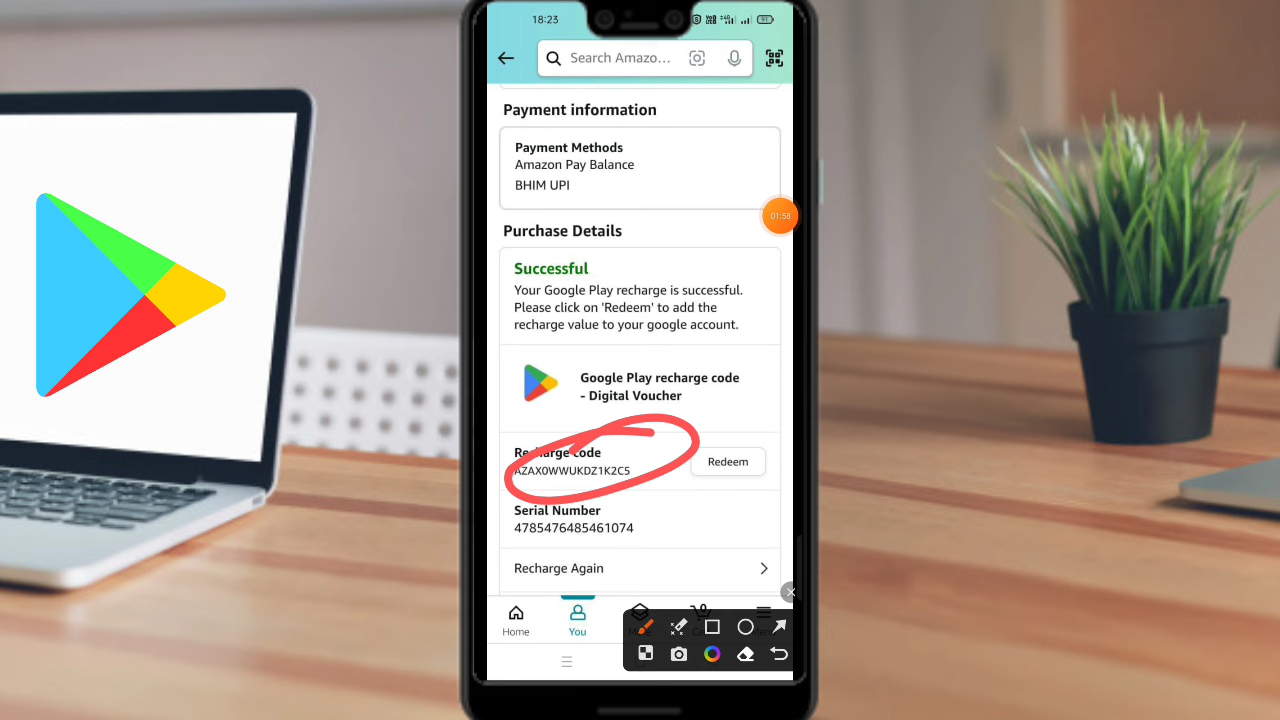 18:23
91
Search Amazo...
Payment information
Payment Methods
Amazon Pay Balance
BHIM UPI
01:58
Purchase Details
Successful
Your Google Play recharge is successful.
Please click on 'Redeem' to add the
recharge value to your google account.
Google Play recharge code
- Digital Voucher
Recharge code
AZAX0WWUKDZ1K2C5
Redeem
Serial Number
4785476485461074
Recharge Again
Home
You